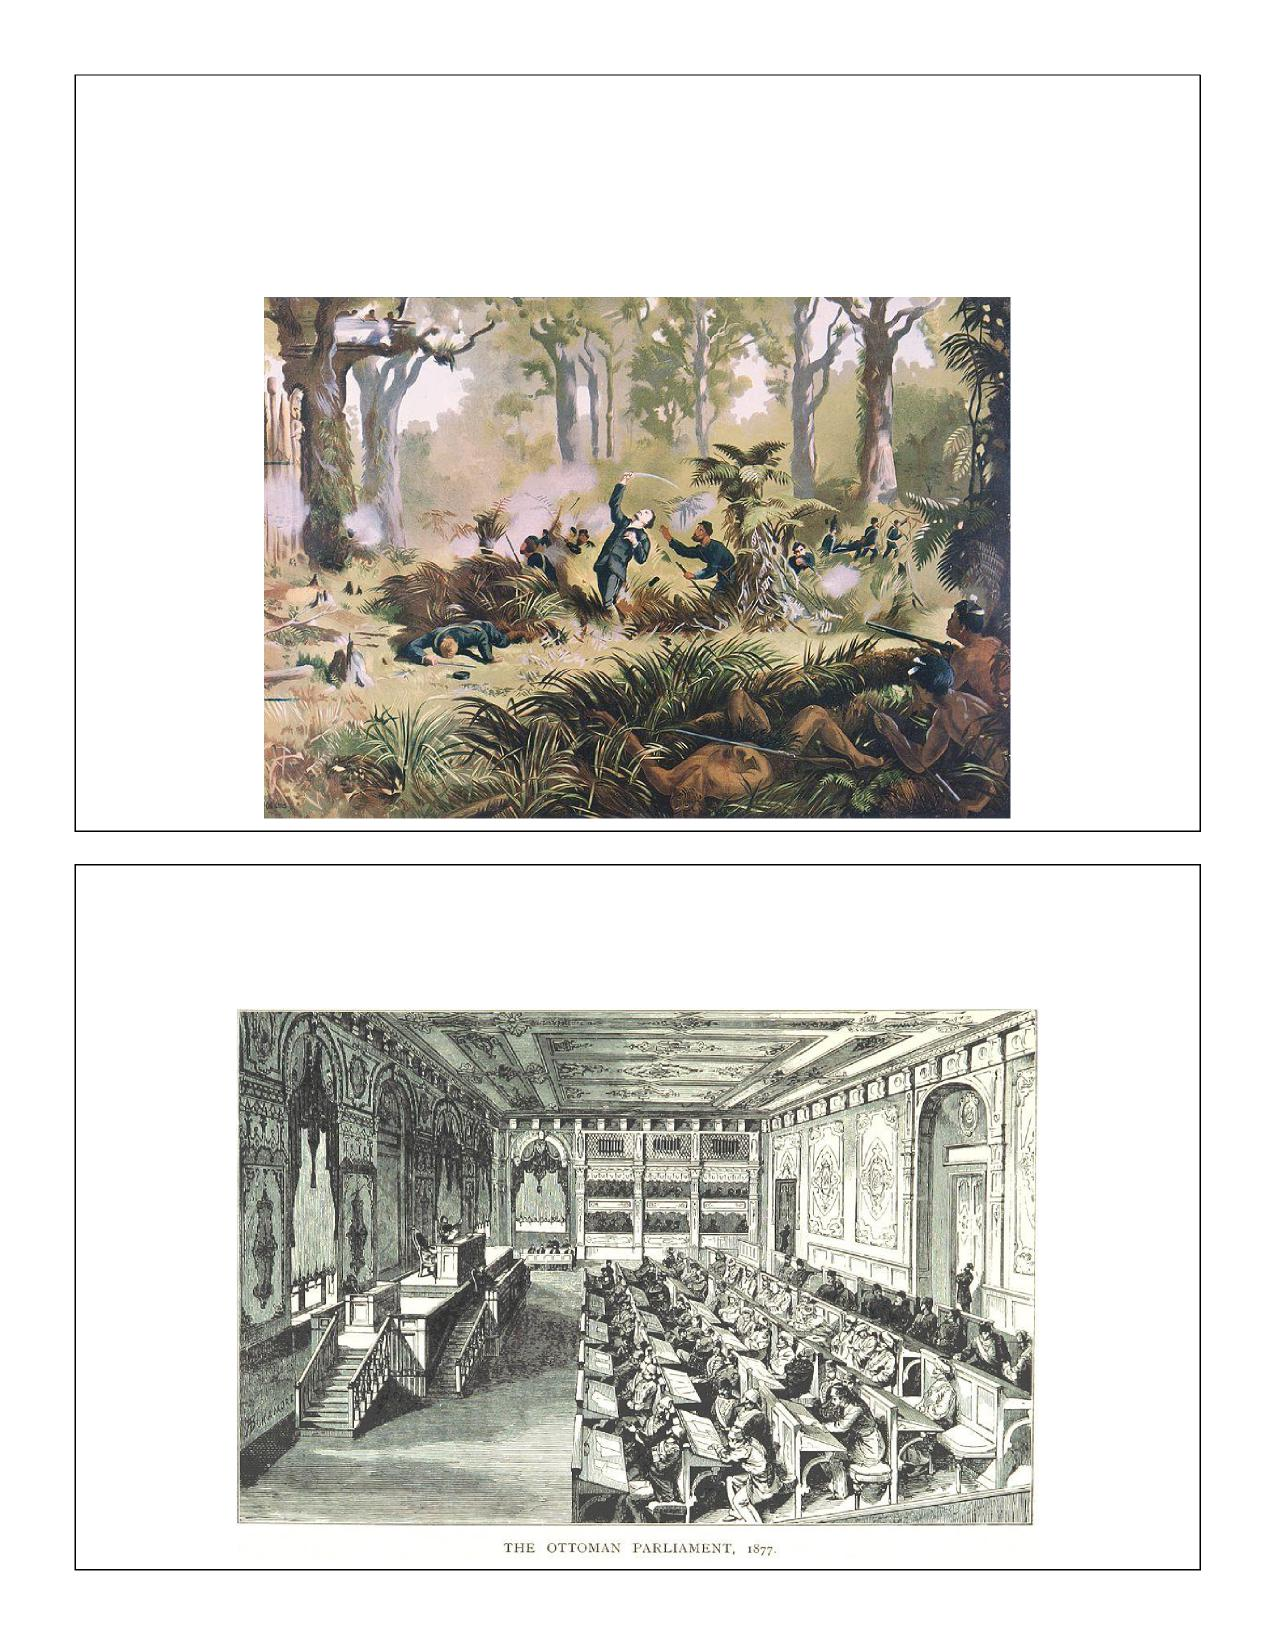 THE OTTOMAN PARLIAMENT, 1877.